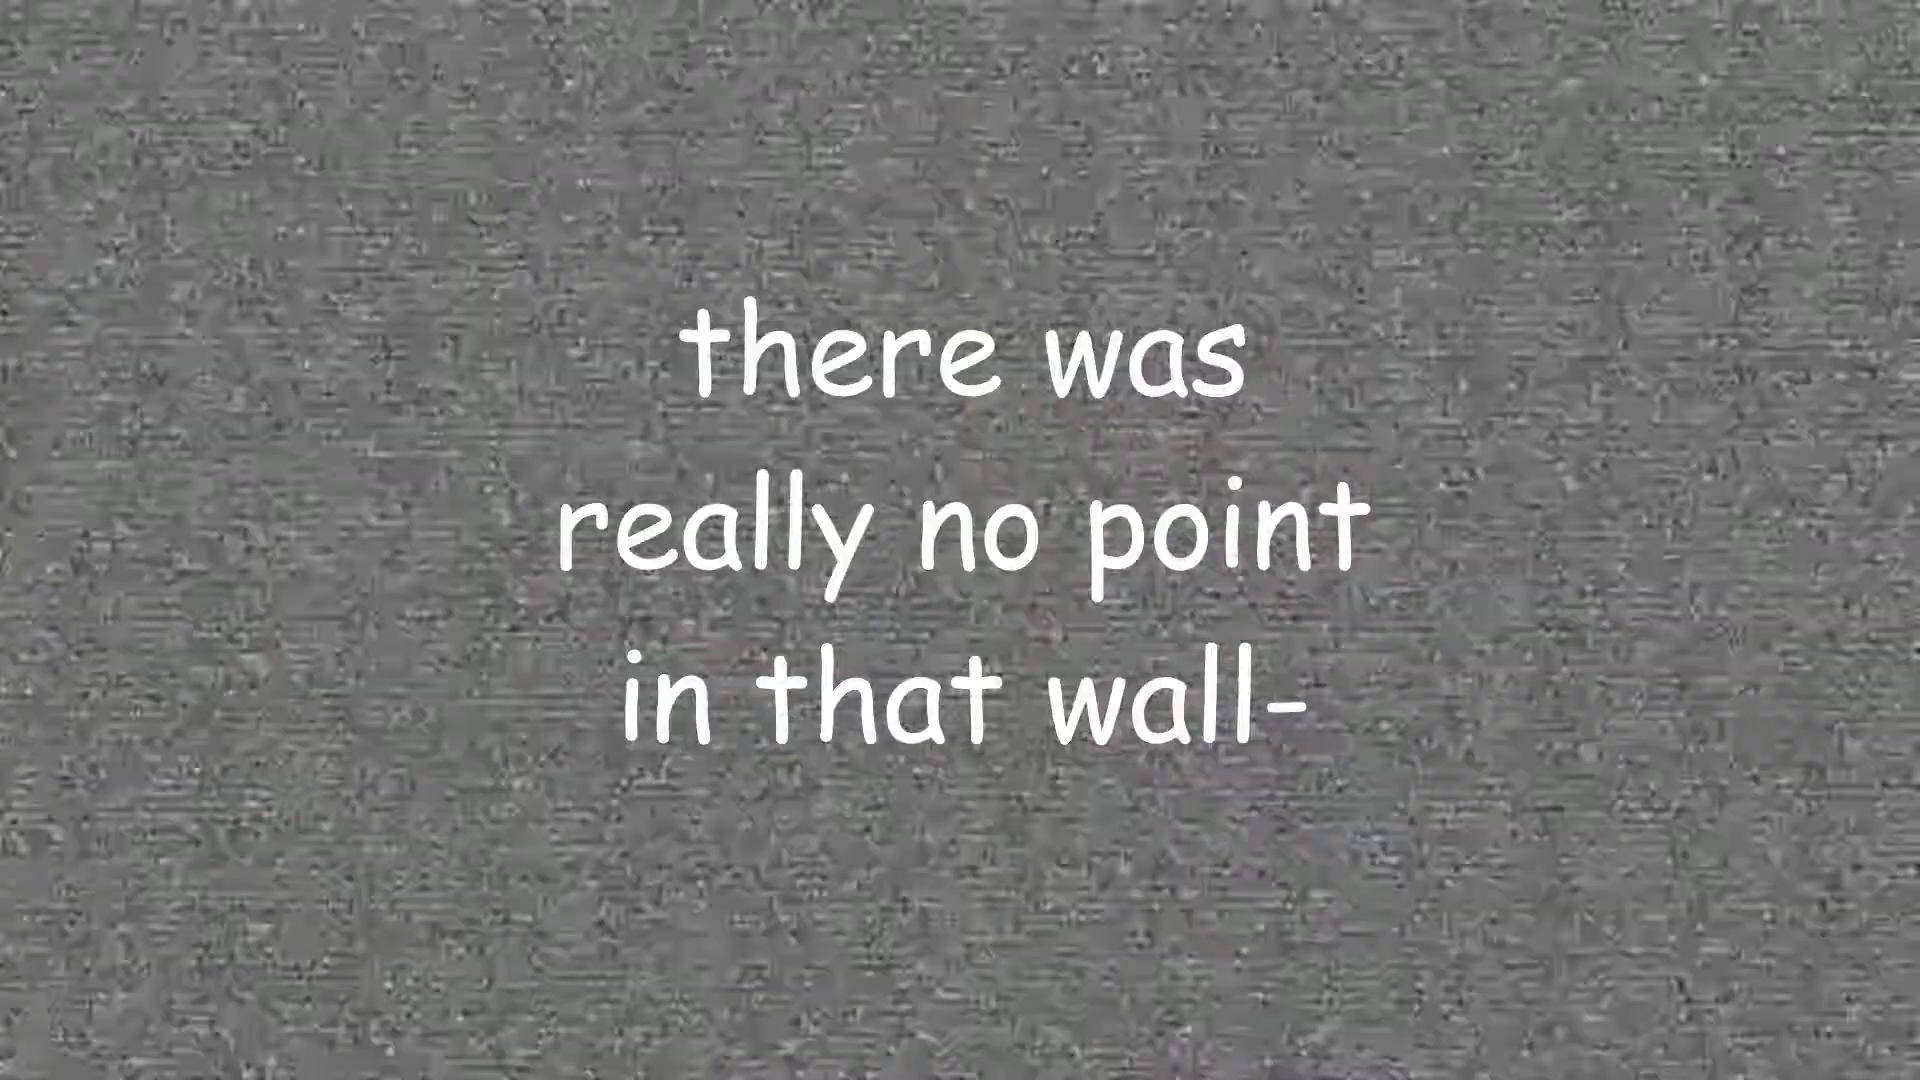 there was
really no point
in that wall-